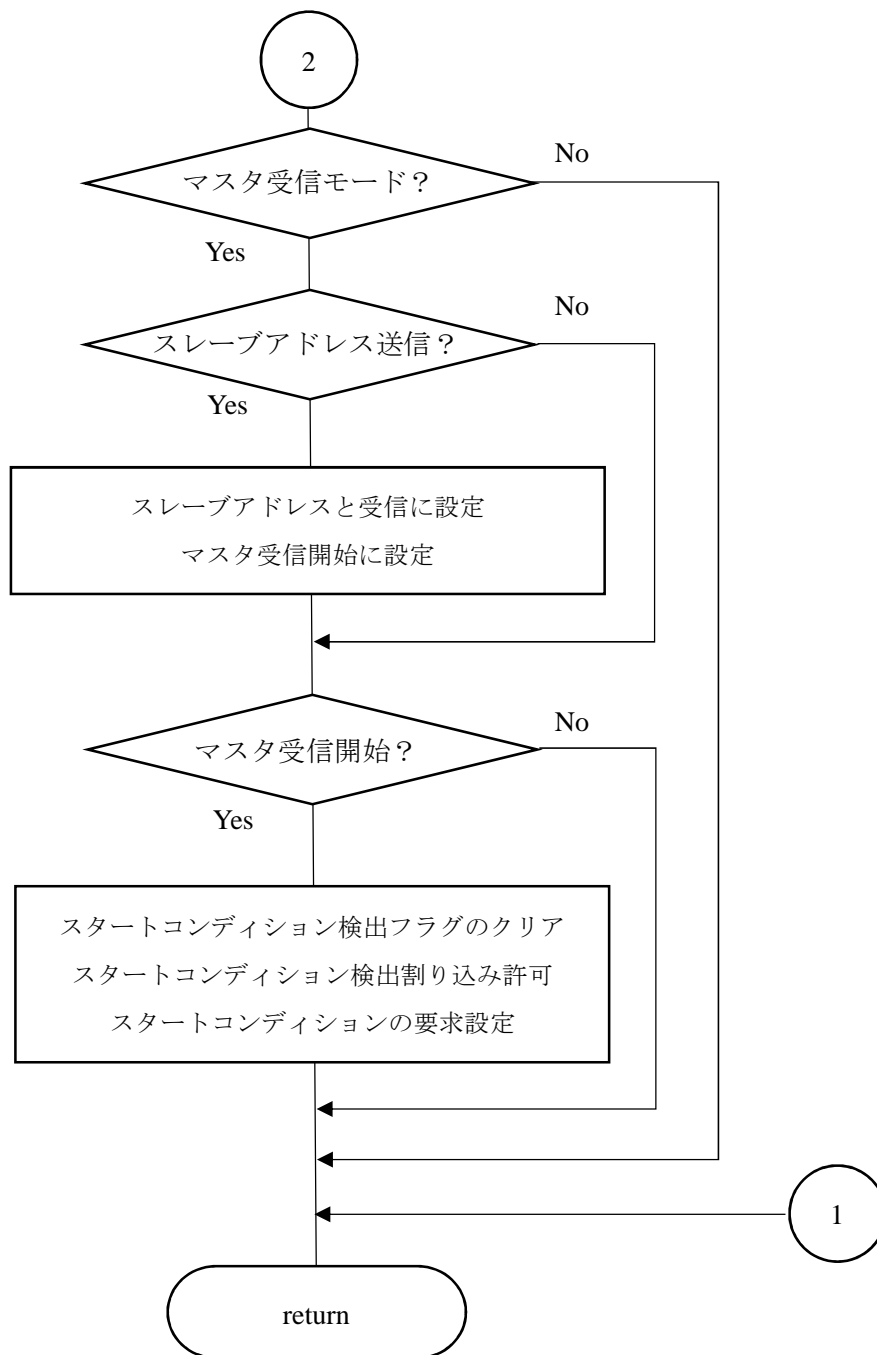 2
マスタ受信モード？
No
Yes
スレーブアドレス送信？
No
Yes
スレーブアドレスと受信に設定
マスタ受信開始に設定
マスタ受信開始？
No
Yes
スタートコンディション検出フラグのクリア
スタートコンディション検出割り込み許可
スタートコンディションの要求設定
1
return